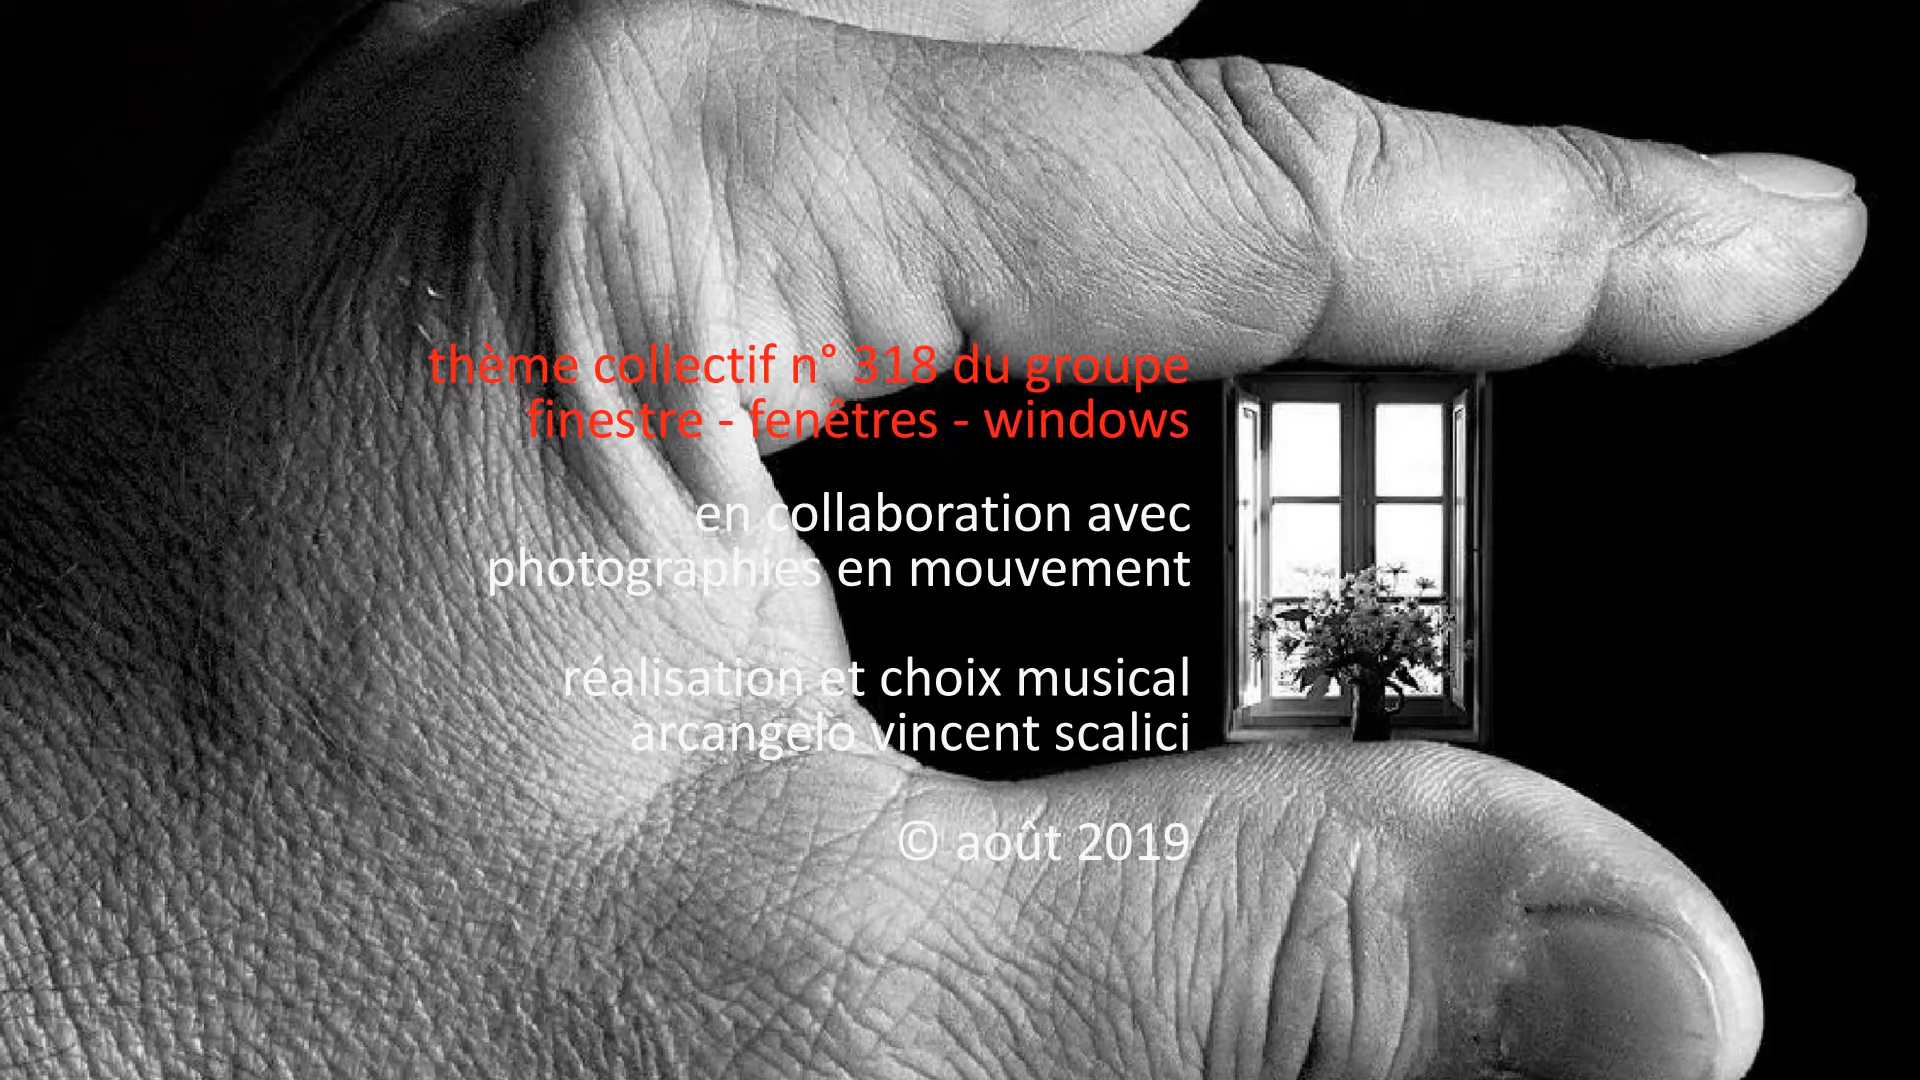 thème collectif n° 318 du groupe
finestre - fenêtres - windows
en collaboration avec
photographies en mouvement
réalisation et choix musical
arcangelo vincent scalici
© août 2019